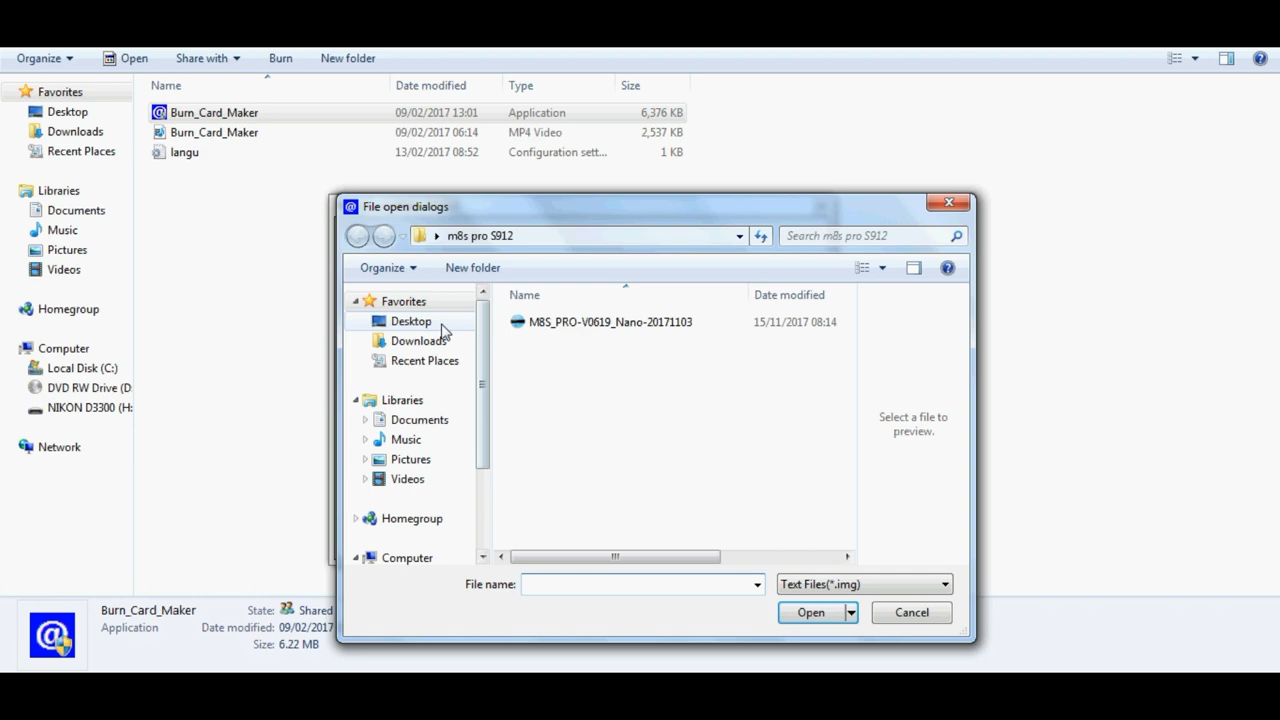 Organize Open Share with Burn New folder
Name Date modified Type Size
Favorites
Desktop
Downloads
Recent Places
Libraries
Documents
Music
Pictures
Videos
Homegroup
Computer
Local Disk (C:)
DVD RW Drive (D:
NIKON D3300 (H:
Network
Burn_Card_Maker 09/02/2017 13:01 Application 6,376 KB
Burn_Card_Maker 09/02/2017 06:14 MP4 Video 2,537 KB
langu 13/02/2017 08:52 Configuration sett... 1 KB
File open dialogs
m8s pro S912 Search m8s pro S912
Organize New folder
Favorites
Desktop
Downloads
Recent Places
Libraries
Documents
Music
Pictures
Videos
Homegroup
Computer
Name Date modified
M8S_PRO-V0619_Nano-20171103 15/11/2017 08:14
Select a file to
preview.
File name: Text Files(*.img)
Open Cancel
Burn_Card_Maker State: Shared
Application Date modified: 09/02/2017
Size: 6.22 MB